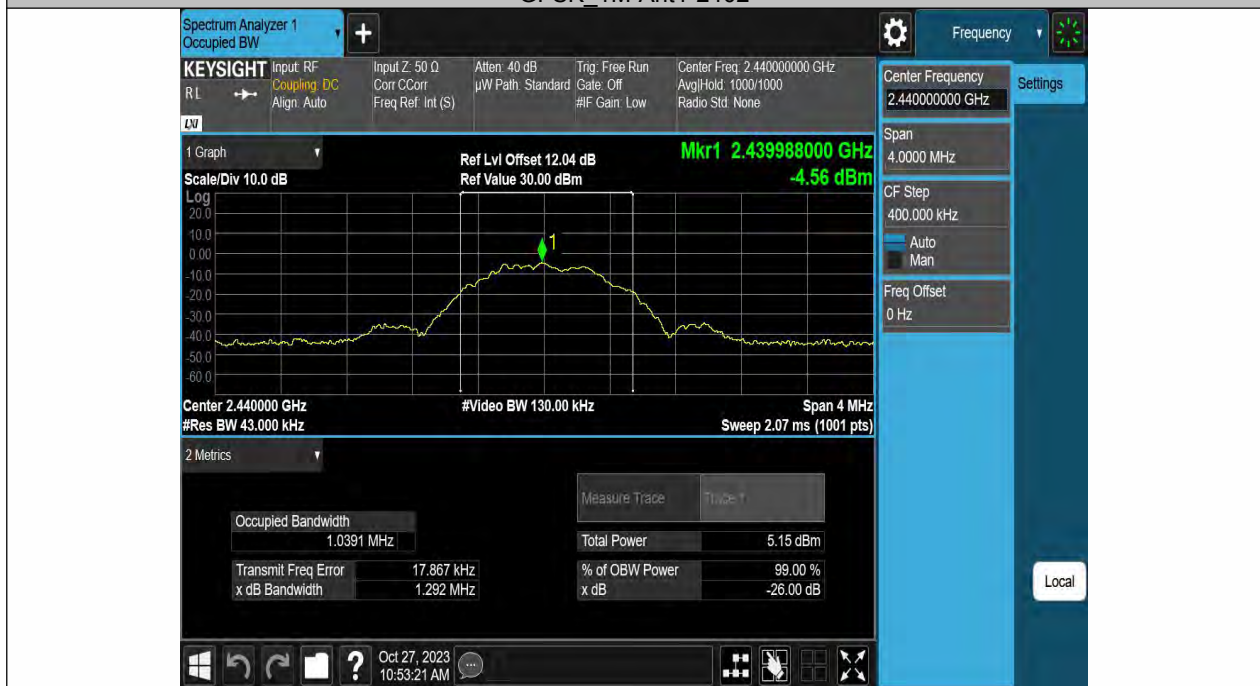 Spectrum Analyzer 1
Occupied BW
+
Frequency
KEYSIGHT
RL
LXI
Input: RF
Coupling: DC
Align: Auto
Input Z: 50 Ω
Corr CCorr
Freq Ref: Int (S)
Atten: 40 dB
µW Path: Standard
Trig: Free Run
Gate: Off
#IF Gain: Low
Center Freq: 2.440000000 GHz
Avg|Hold: 1000/1000
Radio Std: None
Center Frequency
2.440000000 GHz
Settings
Span
4.0000 MHz
CF Step
400.000 kHz
Auto
Man
Freq Offset
0 Hz
Local
1 Graph
Scale/Div 10.0 dB
Ref Lvl Offset 12.04 dB
Ref Value 30.00 dBm
Mkr1 2.439988000 GHz
-4.56 dBm
Log
20.0
10.0
0.00
-10.0
-20.0
-30.0
-40.0
-50.0
-60.0
1
Center 2.440000 GHz
#Res BW 43.000 kHz
#Video BW 130.00 kHz
Span 4 MHz
Sweep 2.07 ms (1001 pts)
2 Metrics
Measure Trace
Trace 1
Occupied Bandwidth
1.0391 MHz
Total Power 5.15 dBm
Transmit Freq Error 17.867 kHz
% of OBW Power 99.00 %
x dB Bandwidth 1.292 MHz
x dB -26.00 dB
?
Oct 27, 2023
10:53:21 AM